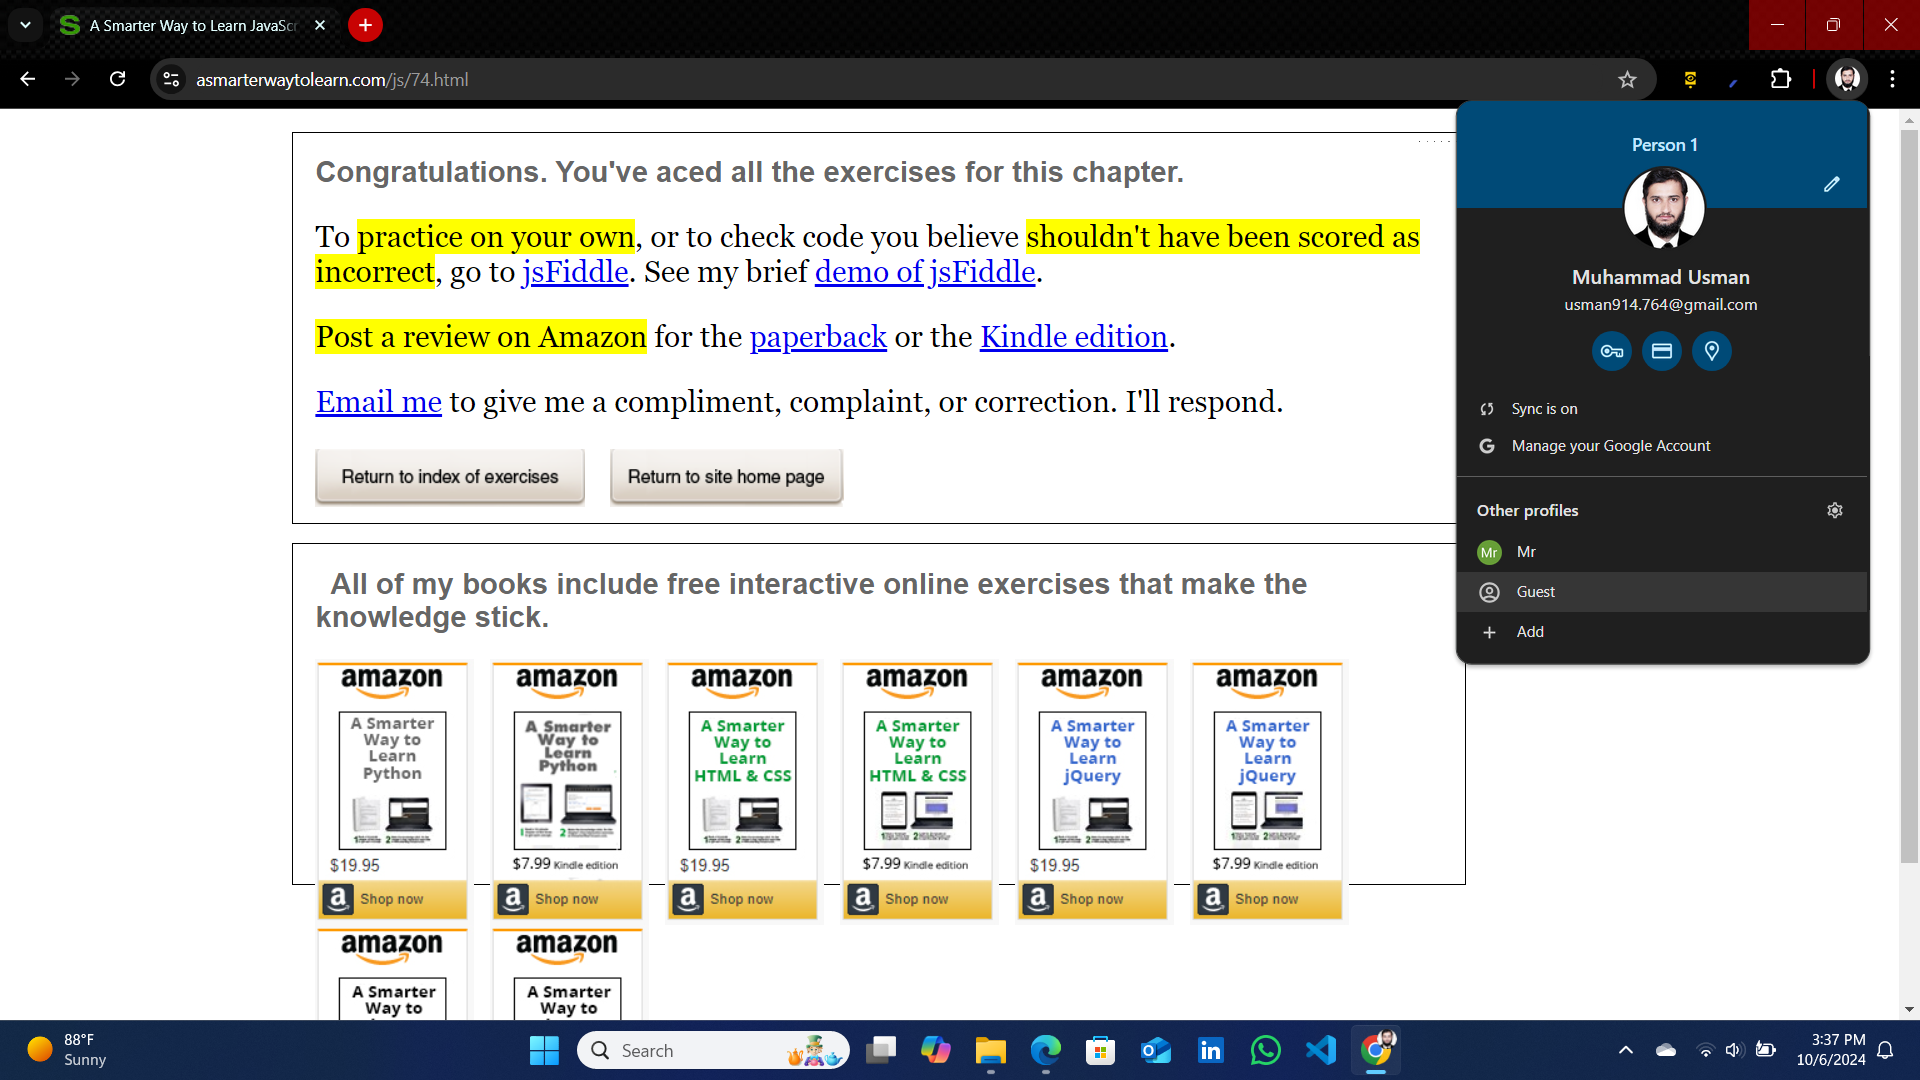 A Smarter Way to Learn JavaScr
asmarterwaytolearn.com/js/74.html
Congratulations. You've aced all the exercises for this chapter.
To practice on your own, or to check code you believe shouldn't have been scored as
incorrect, go to jsFiddle. See my brief demo of jsFiddle.
Post a review on Amazon for the paperback or the Kindle edition.
Email me to give me a compliment, complaint, or correction. I'll respond.
Return to index of exercises Return to site home page
Person 1
Muhammad Usman
usman914.764@gmail.com
Sync is on
G Manage your Google Account
Other profiles
Mr Mr
Guest
Add
All of my books include free interactive online exercises that make the
knowledge stick.
amazon amazon amazon amazon amazon amazon
A Smarter A Smarter A Smarter A Smarter A Smarter A Smarter
Way to Way to Way to Way to Way to Way to
Learn Learn Learn Learn Learn Learn
Python Python HTML & CSS HTML & CSS jQuery jQuery
$19.95 $7.99 Kindle edition $19.95 $7.99 Kindle edition $19.95 $7.99 Kindle edition
a Shop now a Shop now a Shop now a Shop now a Shop now a Shop now
amazon amazon
A Smarter A Smarter
Way to Way to
88°F
Sunny
Search
in
3:37 PM
10/6/2024